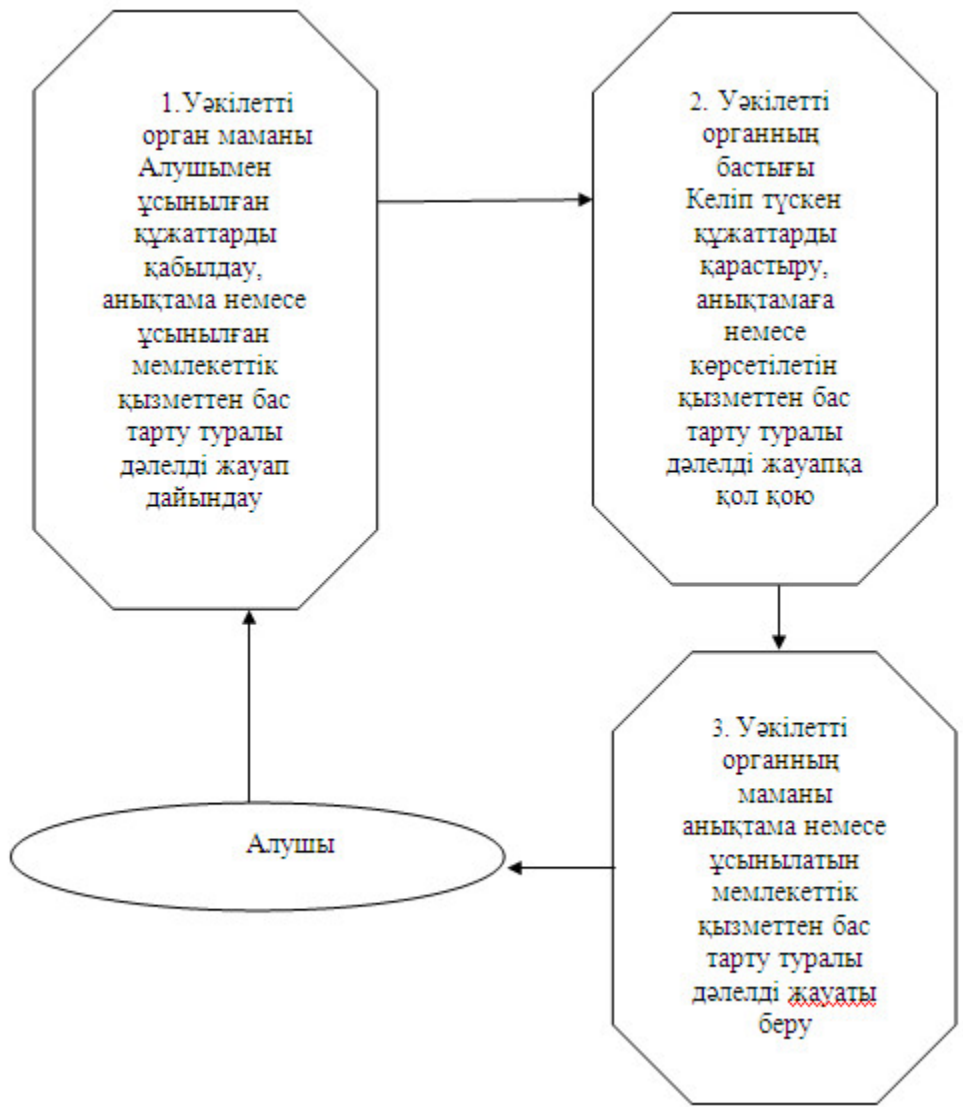 1.Уәкілетті
орган маманы
Алушымен
ұсынылған
құжаттарды
қабылдау,
анықтама немесе
ұсынылған
мемлекеттік
қызметтен бас
тарту туралы
дәлелді жауап
дайындау
2. Уәкілетті
органның
бастығы
Келіп түскен
құжаттарды
қарастыру,
анықтамаға
немесе
көрсетілетін
қызметтен бас
тарту туралы
дәлелді жауапқа
қол қою
3. Уәкілетті
органның
маманы
анықтама немесе
ұсынылатын
мемлекеттік
қызметтен бас
тарту туралы
дәлелді жауаты
беру
Алушы